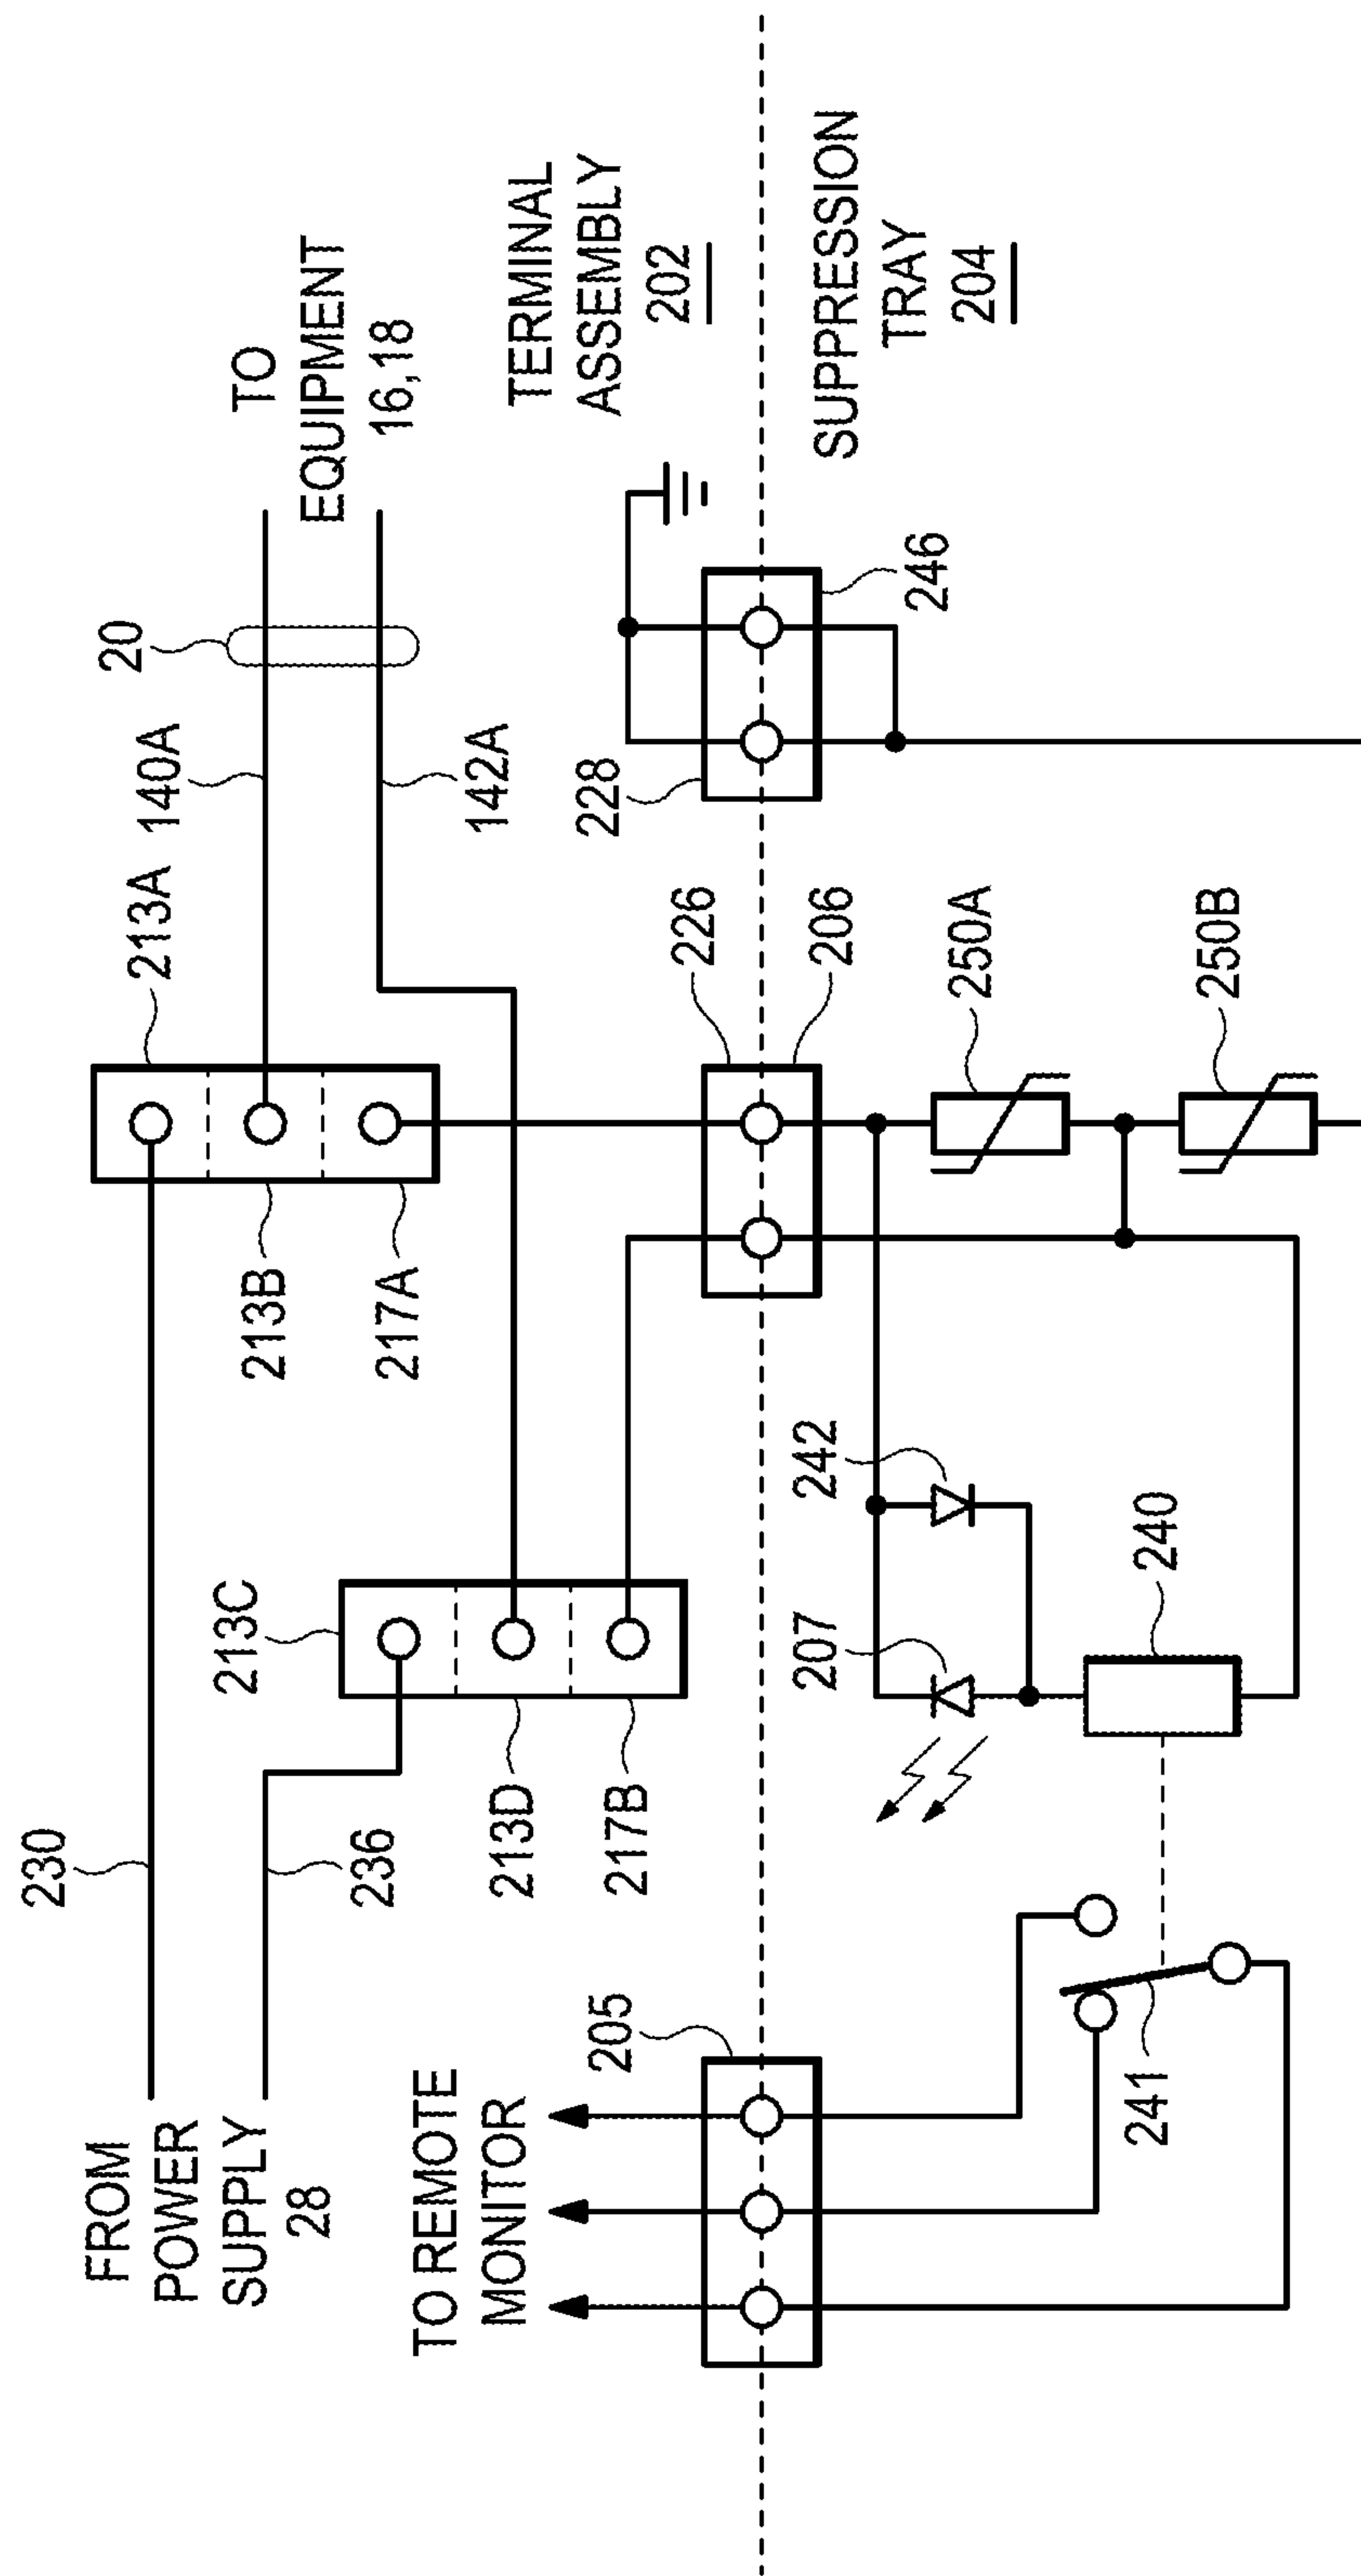 FROM
POWER
SUPPLY
28
230
236
213A
213B
217A
140A
142A
20
TO
EQUIPMENT
16,18
213C
213D
217B
TERMINAL
ASSEMBLY
202
TO REMOTE
MONITOR
205
226
206
228
246
SUPPRESSION
TRAY
204
207
242
240
241
250A
250B